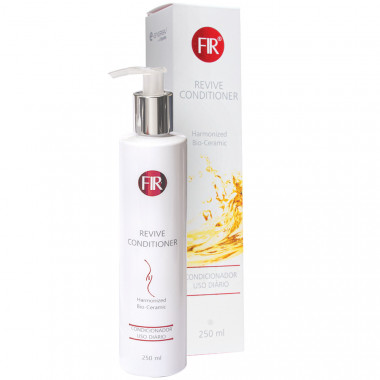 FIR®
REVIVE
CONDITIONER
Harmonized
Bio-Ceramic
CONDICIONADOR
USO DIÁRIO
250 ml
FIR
REVIVE
CONDITIONER
Harmonized
Bio-Ceramic
CONDICIONADOR
USO DIÁRIO
250 ml